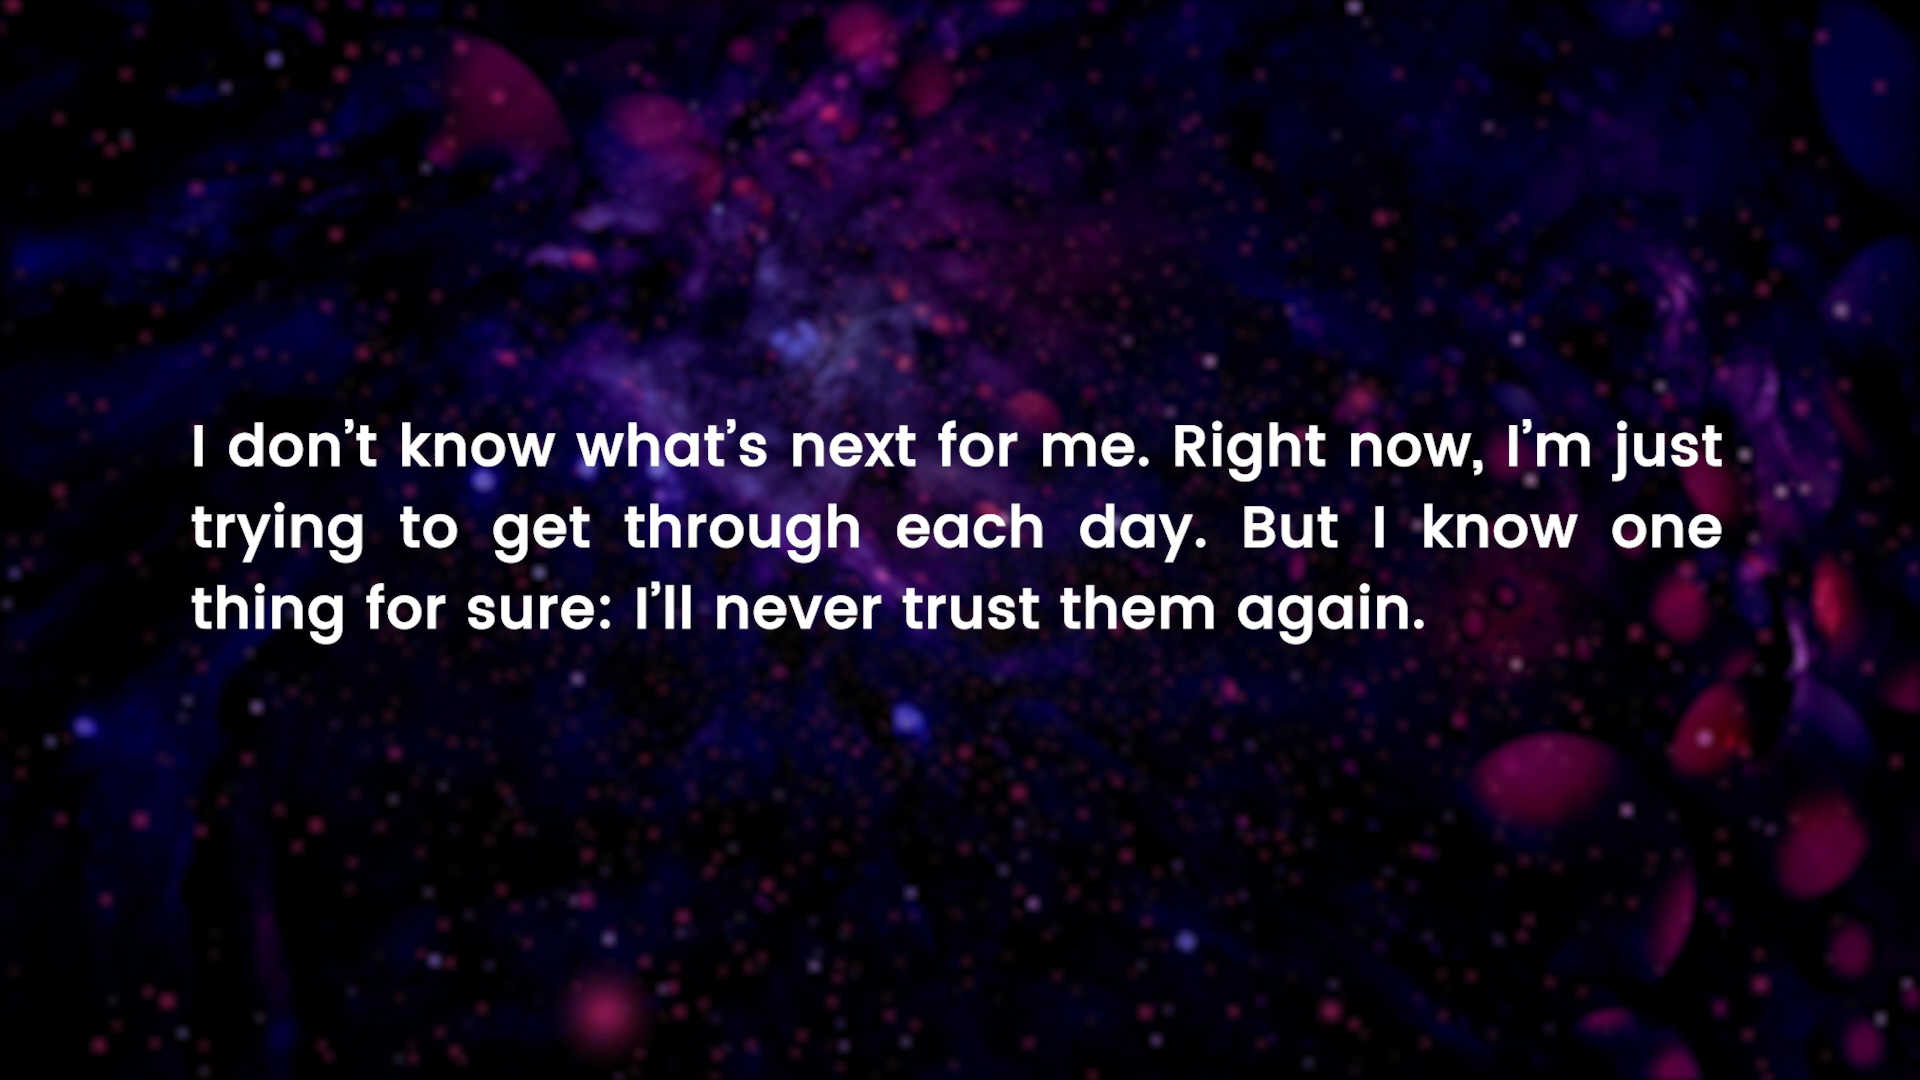 I don’t know what’s next for me. Right now, I’m just
trying to get through each day. But I know one
thing for sure: I’ll never trust them again.